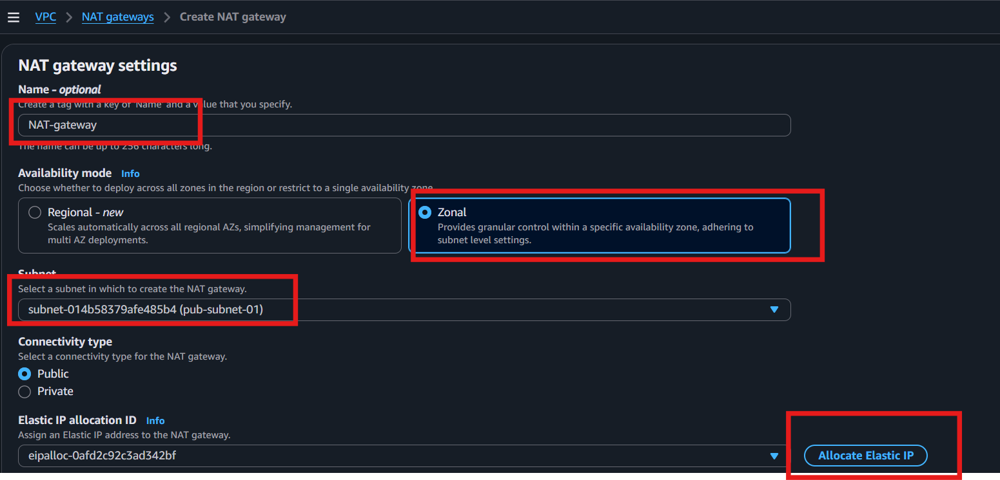 VPC > NAT gateways > Create NAT gateway
NAT gateway settings
Name - optional
Create a tag with a key of 'Name' and a value that you specify.
NAT-gateway
The name can be up to 256 characters long.
Availability mode Info
Choose whether to deploy across all zones in the region or restrict to a single availability zone.
Regional - new
Scales automatically across all regional AZs, simplifying management for
multi AZ deployments.
Zonal
Provides granular control within a specific availability zone, adhering to
subnet level settings.
Subnet
Select a subnet in which to create the NAT gateway.
subnet-014b58379afe485b4 (pub-subnet-01)
Connectivity type
Select a connectivity type for the NAT gateway.
Public
Private
Elastic IP allocation ID Info
Assign an Elastic IP address to the NAT gateway.
eipalloc-0afd2c92c3ad342bf
Allocate Elastic IP